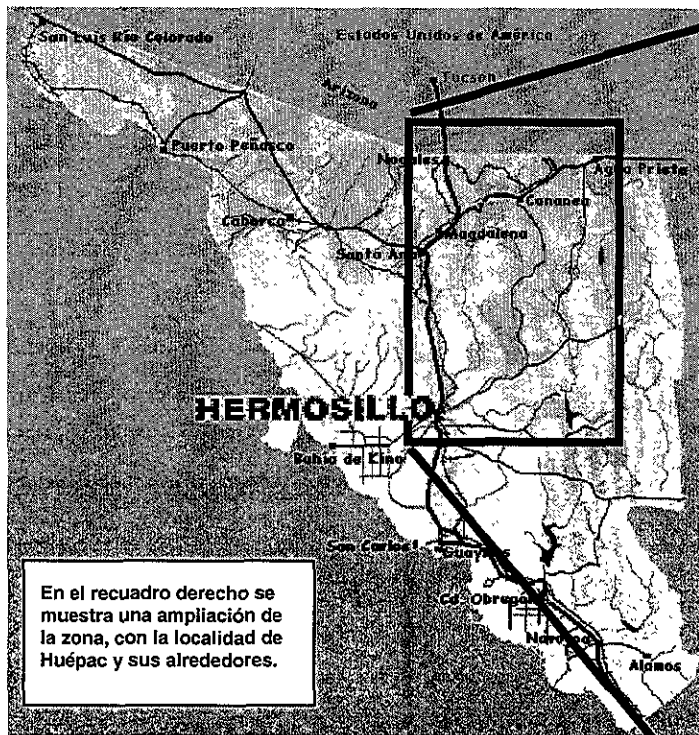 San Luis Río Colorado
Estados Unidos de América
Tucson
Arizona
Puerto Peñasco
Nogales
Agua Prieta
Cananea
Caborca
Magdalena
Santa Ana
HERMOSILLO
Bahía de Kino
San Carlos
Guaymas
Cd. Obregón
Navojoa
Alamos
En el recuadro derecho se
muestra una ampliación de
la zona, con la localidad de
Huépac y sus alrededores.